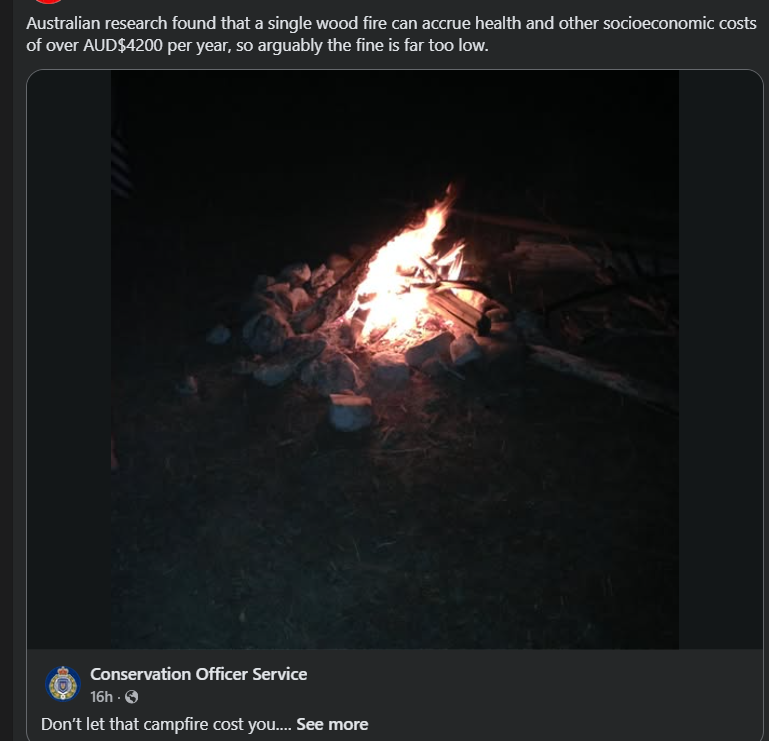 Australian research found that a single wood fire can accrue health and other socioeconomic costs
of over AUD$4200 per year, so arguably the fine is far too low.
Conservation Officer Service
16h ·
Don’t let that campfire cost you.... See more